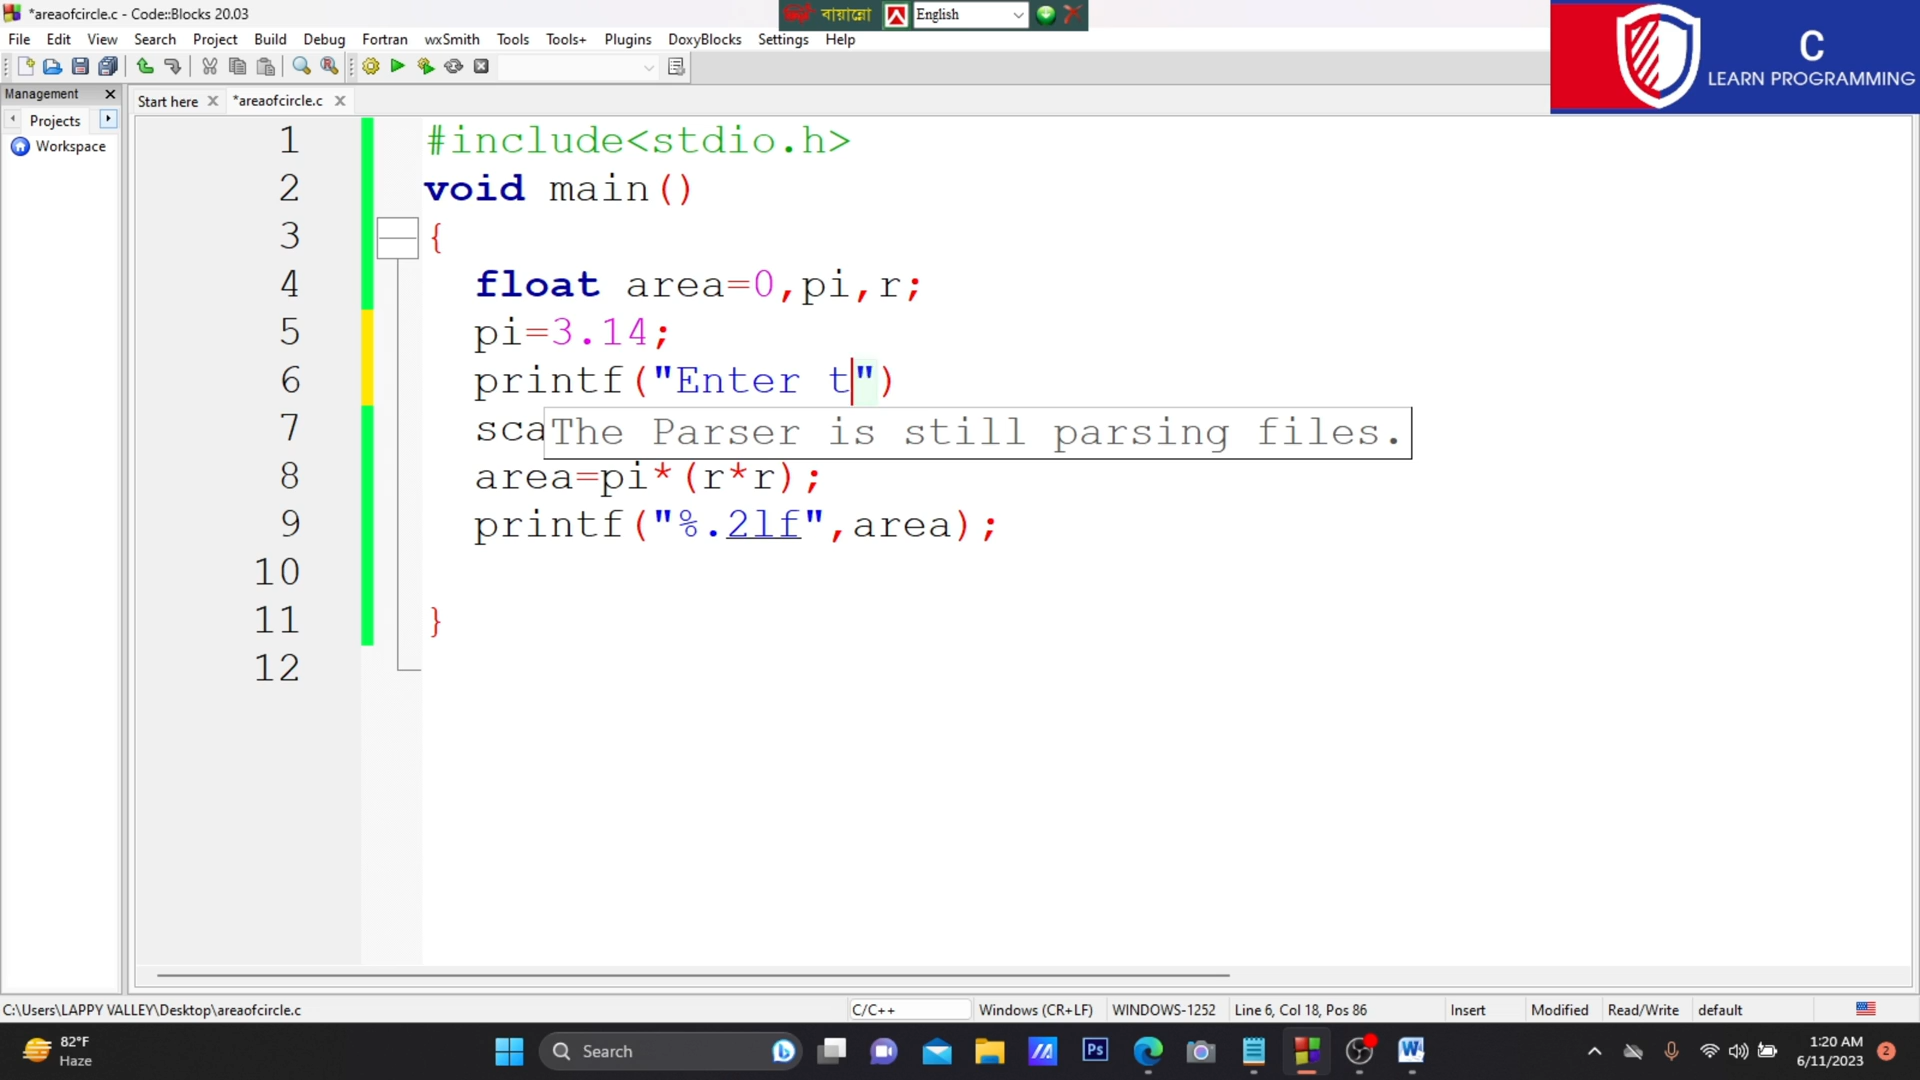 *areaofcircle.c - Code::Blocks 20.03
বায়ান্নো
English
File Edit View Search Project Build Debug Fortran wxSmith Tools Tools+ Plugins DoxyBlocks Settings Help
C
LEARN PROGRAMMING
Management
Projects
Workspace
Start here
*areaofcircle.c
1 #include<stdio.h>
2 void main()
3 {
4 float area=0,pi,r;
5 pi=3.14;
6 printf("Enter t")
7 sca
The Parser is still parsing files.
8 area=pi*(r*r);
9 printf("%.2lf",area);
10
11 }
12
C:\Users\LAPPY VALLEY\Desktop\areaofcircle.c C/C++ Windows (CR+LF) WINDOWS-1252 Line 6, Col 18, Pos 86 Insert Modified Read/Write default
82°F
Haze
Search
Ps
1:20 AM
6/11/2023
2